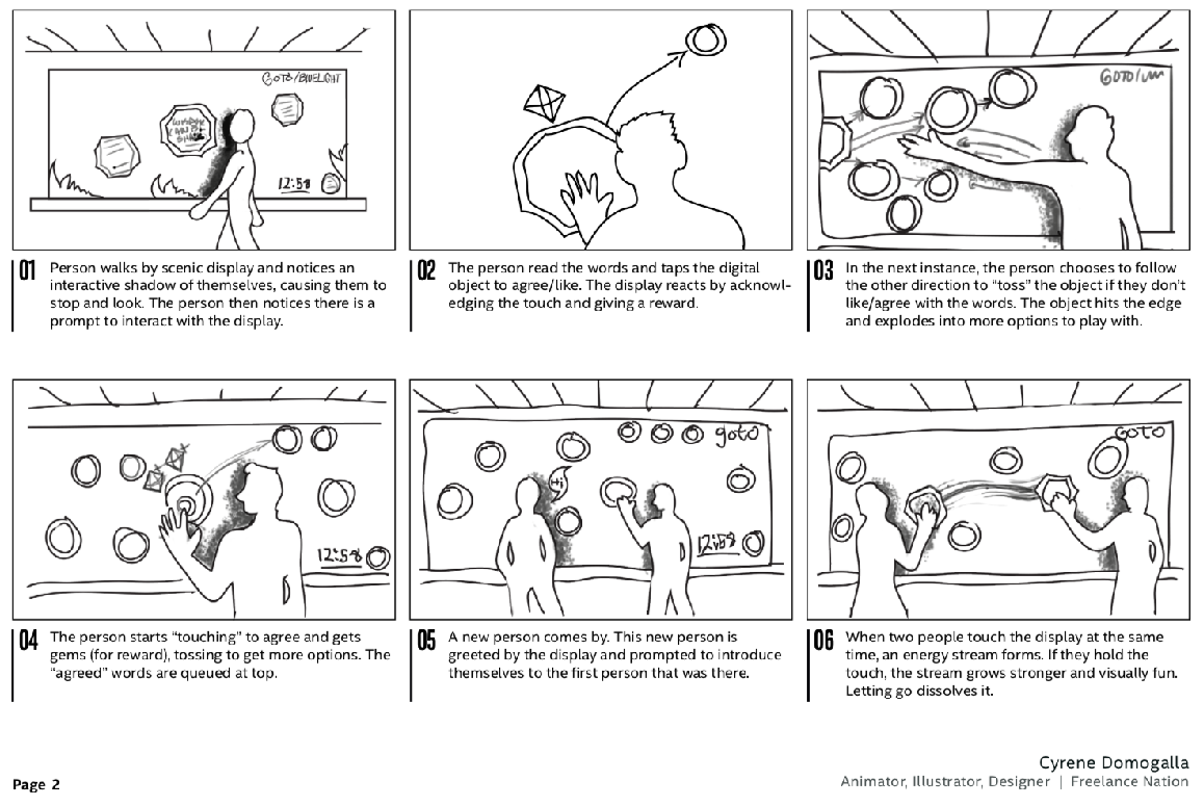 GOTO/BLUELIGHT
12:58
01 Person walks by scenic display and notices an
interactive shadow of themselves, causing them to
stop and look. The person then notices there is a
prompt to interact with the display.
02 The person read the words and taps the digital
object to agree/like. The display reacts by acknowl-
edging the touch and giving a reward.
GOTO/
03 In the next instance, the person chooses to follow
the other direction to “toss” the object if they don’t
like/agree with the words. The object hits the edge
and explodes into more options to play with.
12:58
04 The person starts “touching” to agree and gets
gems (for reward), tossing to get more options. The
“agreed” words are queued at top.
goto
Hi
12:58
05 A new person comes by. This new person is
greeted by the display and prompted to introduce
themselves to the first person that was there.
GOTO
06 When two people touch the display at the same
time, an energy stream forms. If they hold the
touch, the stream grows stronger and visually fun.
Letting go dissolves it.
Cyrene Domogalla
Page 2
Animator, Illustrator, Designer | Freelance Nation